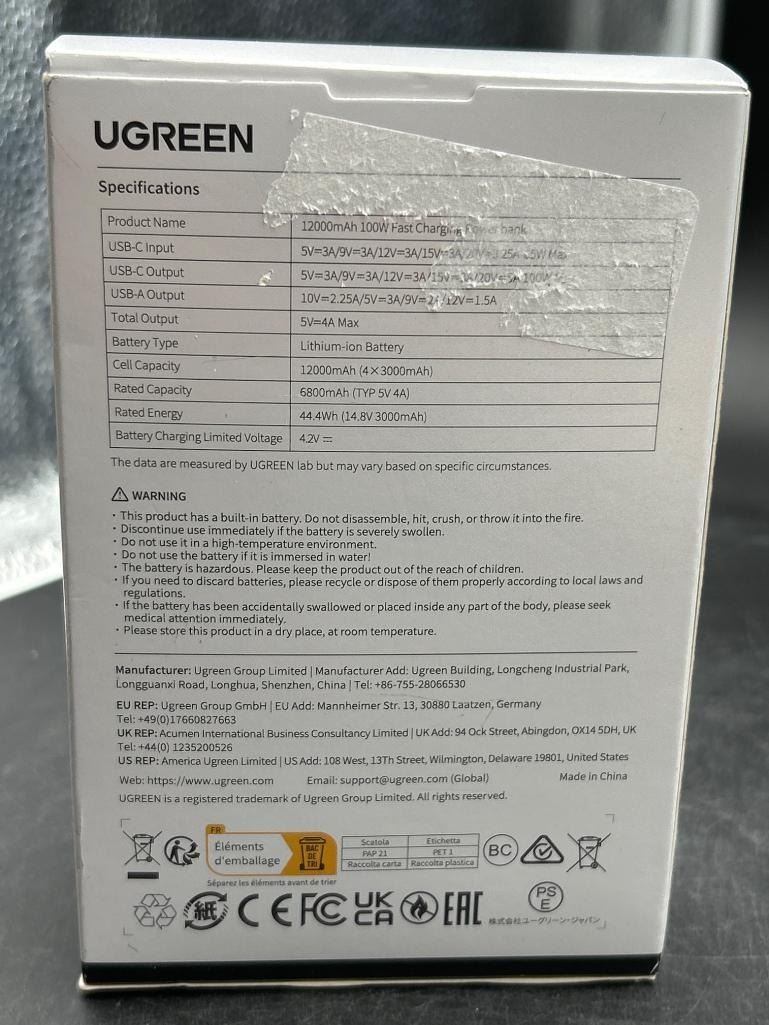 UGREEN
Specifications
Product Name 12000mAh 100W Fast Charging Power bank
USB-C Input 5V⎓3A/9V⎓3A/12V⎓3A/15V⎓3A/20V⎓3.25A 65W Max
USB-C Output 5V⎓3A/9V⎓3A/12V⎓3A/15V⎓3A/20V⎓5A 100W
USB-A Output 10V⎓2.25A/5V⎓3A/9V⎓2A/12V⎓1.5A
Total Output 5V⎓4A Max
Battery Type Lithium-ion Battery
Cell Capacity 12000mAh (4×3000mAh)
Rated Capacity 6800mAh (TYP 5V 4A)
Rated Energy 44.4Wh (14.8V 3000mAh)
Battery Charging Limited Voltage 4.2V ⎓
The data are measured by UGREEN lab but may vary based on specific circumstances.
⚠ WARNING
· This product has a built-in battery. Do not disassemble, hit, crush, or throw it into the fire.
· Discontinue use immediately if the battery is severely swollen.
· Do not use it in a high-temperature environment.
· Do not use the battery if it is immersed in water!
· The battery is hazardous. Please keep the product out of the reach of children.
· If you need to discard batteries, please recycle or dispose of them properly according to local laws and
regulations.
· If the battery has been accidentally swallowed or placed inside any part of the body, please seek
medical attention immediately.
· Please store this product in a dry place, at room temperature.
Manufacturer: Ugreen Group Limited | Manufacturer Add: Ugreen Building, Longcheng Industrial Park,
Longguanxi Road, Longhua, Shenzhen, China | Tel: +86-755-28066530
EU REP: Ugreen Group GmbH | EU Add: Mannheimer Str. 13, 30880 Laatzen, Germany
Tel: +49(0)17660827663
UK REP: Acumen International Business Consultancy Limited | UK Add: 94 Ock Street, Abingdon, OX14 5DH, UK
Tel: +44(0) 1235200526
US REP: America Ugreen Limited | US Add: 108 West, 13Th Street, Wilmington, Delaware 19801, United States
Web: https://www.ugreen.com Email: support@ugreen.com (Global) Made in China
UGREEN is a registered trademark of Ugreen Group Limited. All rights reserved.
FR
Éléments
d'emballage
BAC
DE
TRI
Séparez les éléments avant de trier
Scatola Etichetta
PAP 21 PET 1
Raccolta carta Raccolta plastica
BC
紙 CE FC UK
CA
EAC
PS
E
株式会社ユーグリーン・ジャパン